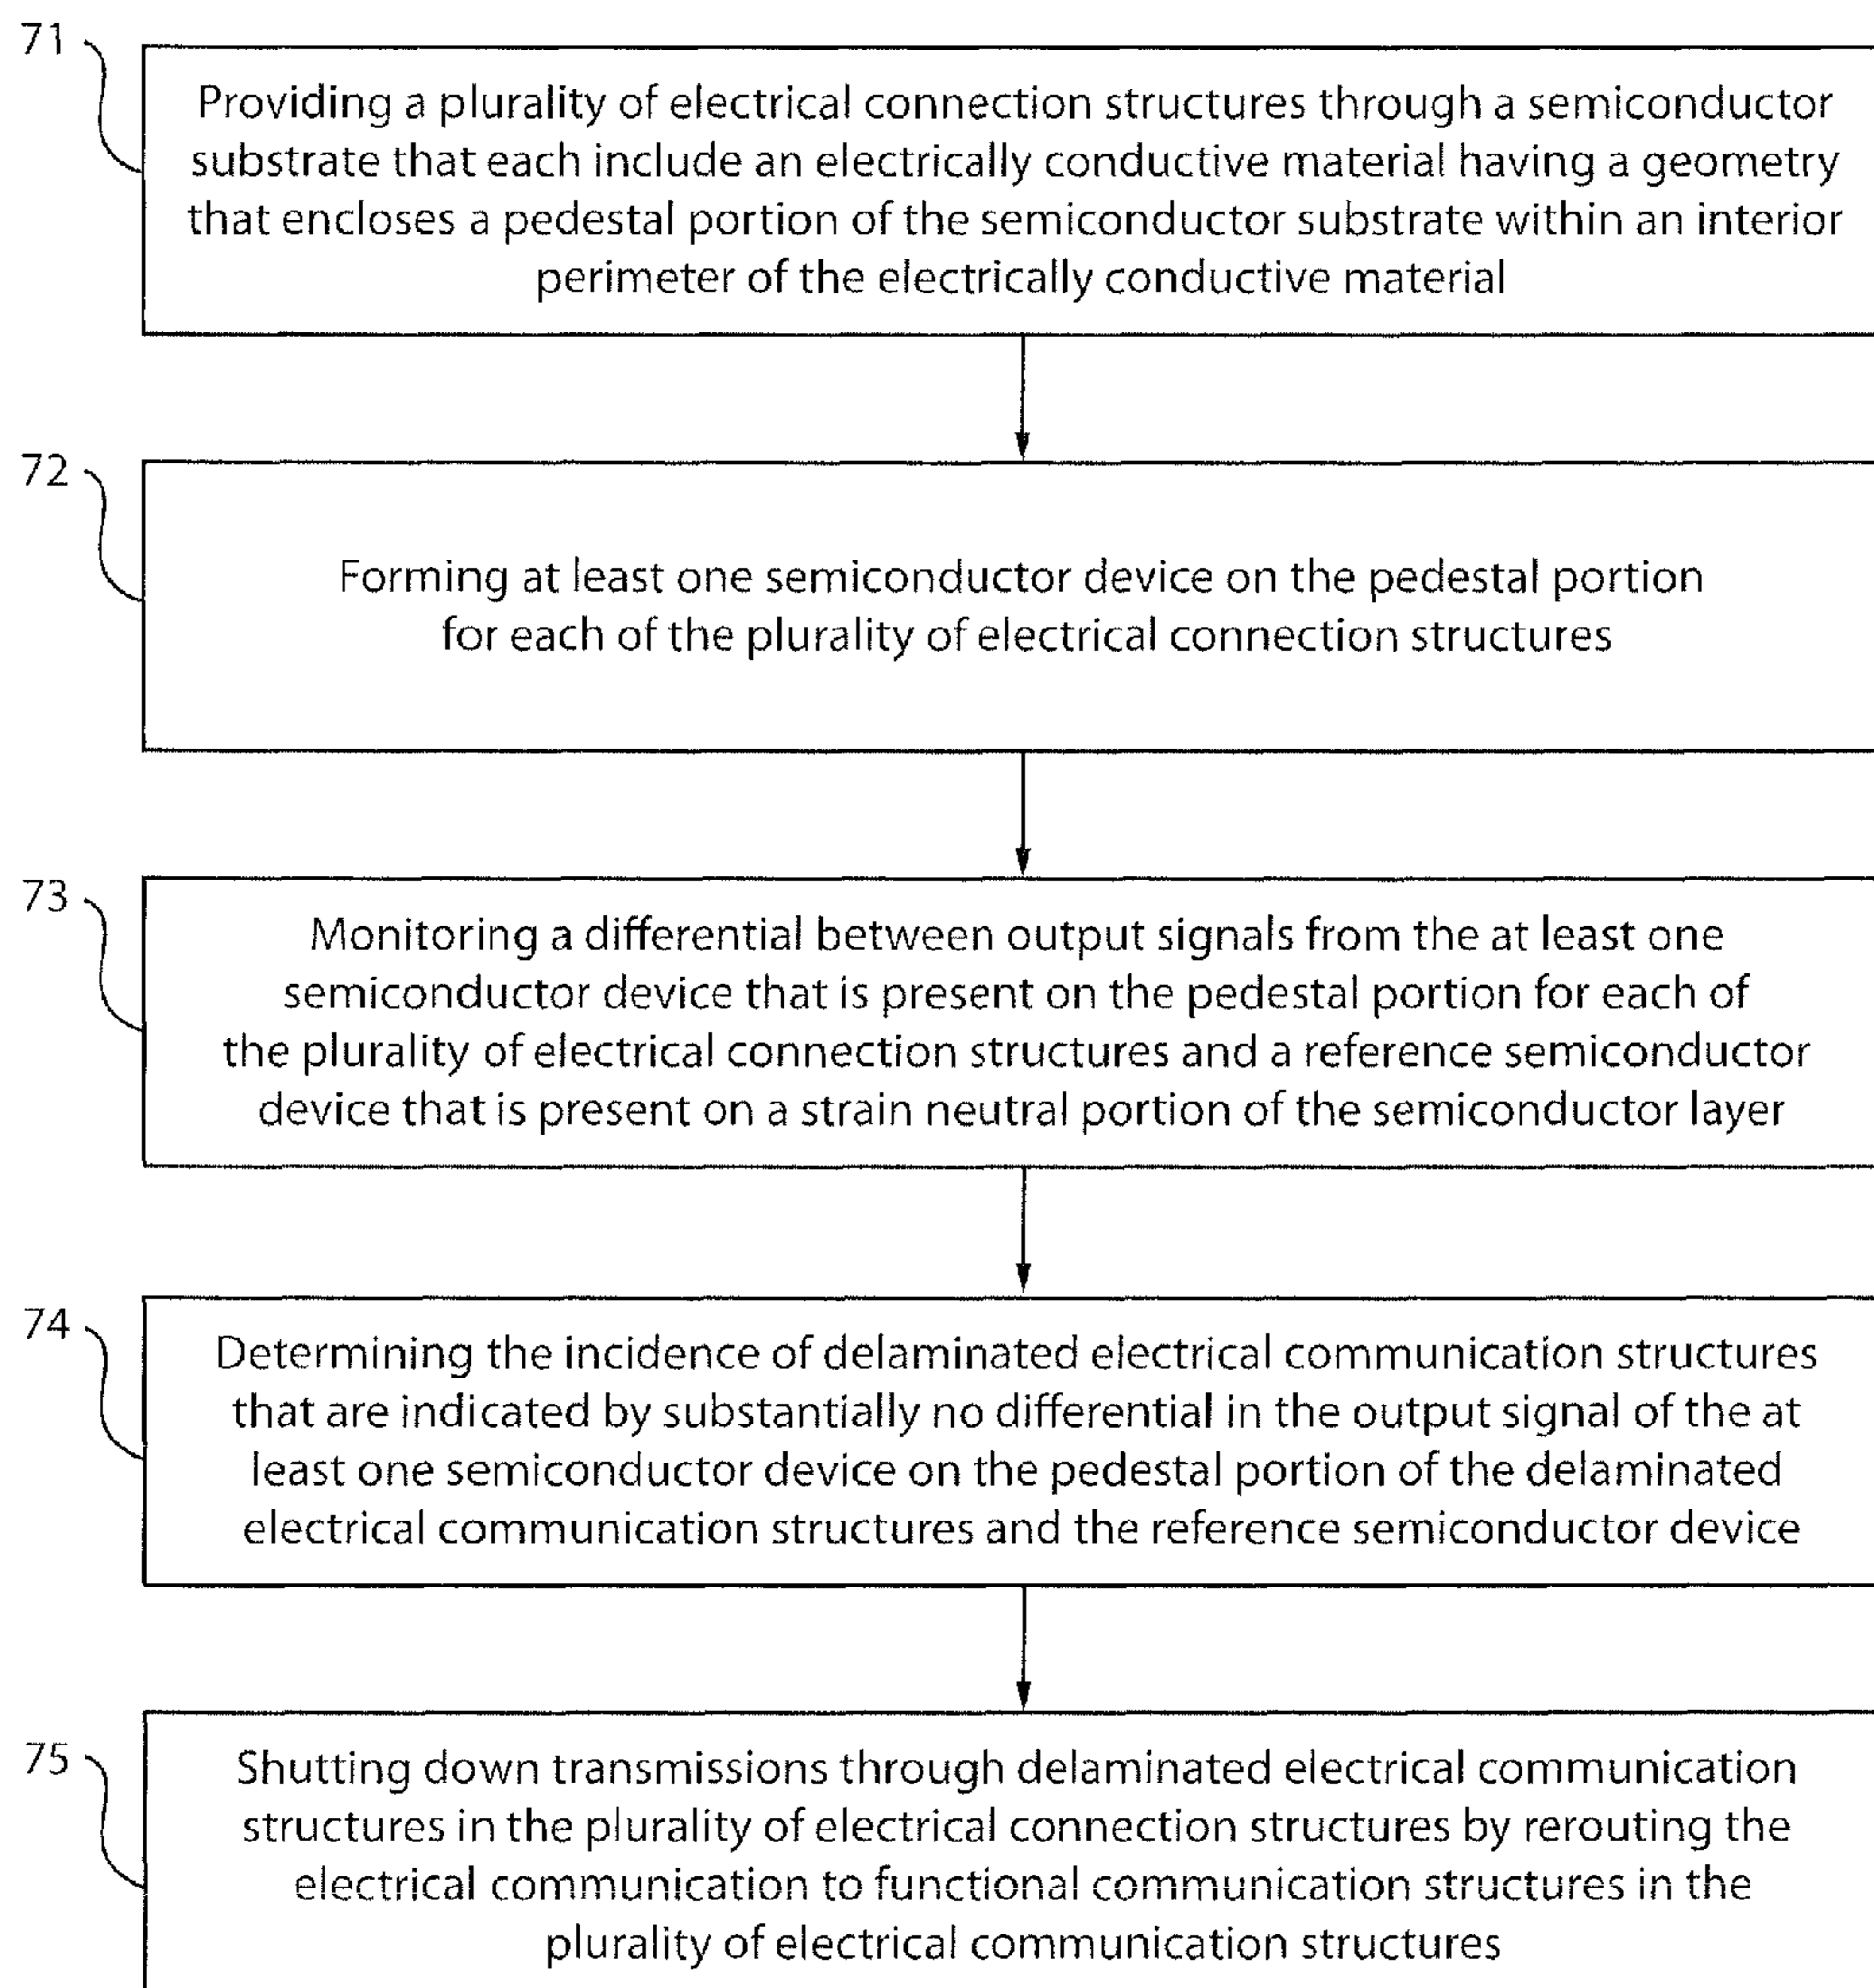 71
Providing a plurality of electrical connection structures through a semiconductor
substrate that each include an electrically conductive material having a geometry
that encloses a pedestal portion of the semiconductor substrate within an interior
perimeter of the electrically conductive material
72
Forming at least one semiconductor device on the pedestal portion
for each of the plurality of electrical connection structures
73
Monitoring a differential between output signals from the at least one
semiconductor device that is present on the pedestal portion for each of
the plurality of electrical connection structures and a reference semiconductor
device that is present on a strain neutral portion of the semiconductor layer
74
Determining the incidence of delaminated electrical communication structures
that are indicated by substantially no differential in the output signal of the at
least one semiconductor device on the pedestal portion of the delaminated
electrical communication structures and the reference semiconductor device
75
Shutting down transmissions through delaminated electrical communication
structures in the plurality of electrical connection structures by rerouting the
electrical communication to functional communication structures in the
plurality of electrical communication structures